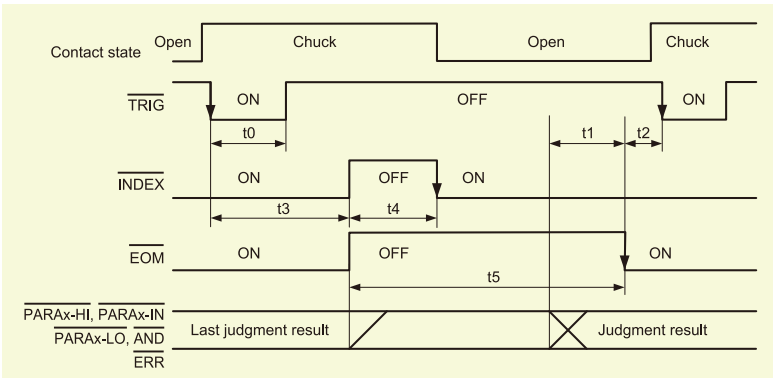 Contact state Open Chuck Open Chuck
TRIG ON OFF ON
t0 t1 t2
INDEX ON OFF ON
t3 t4
EOM ON OFF ON
t5
PARAx-HI, PARAx-IN
Last judgment result Judgment result
PARAx-LO, AND
ERR